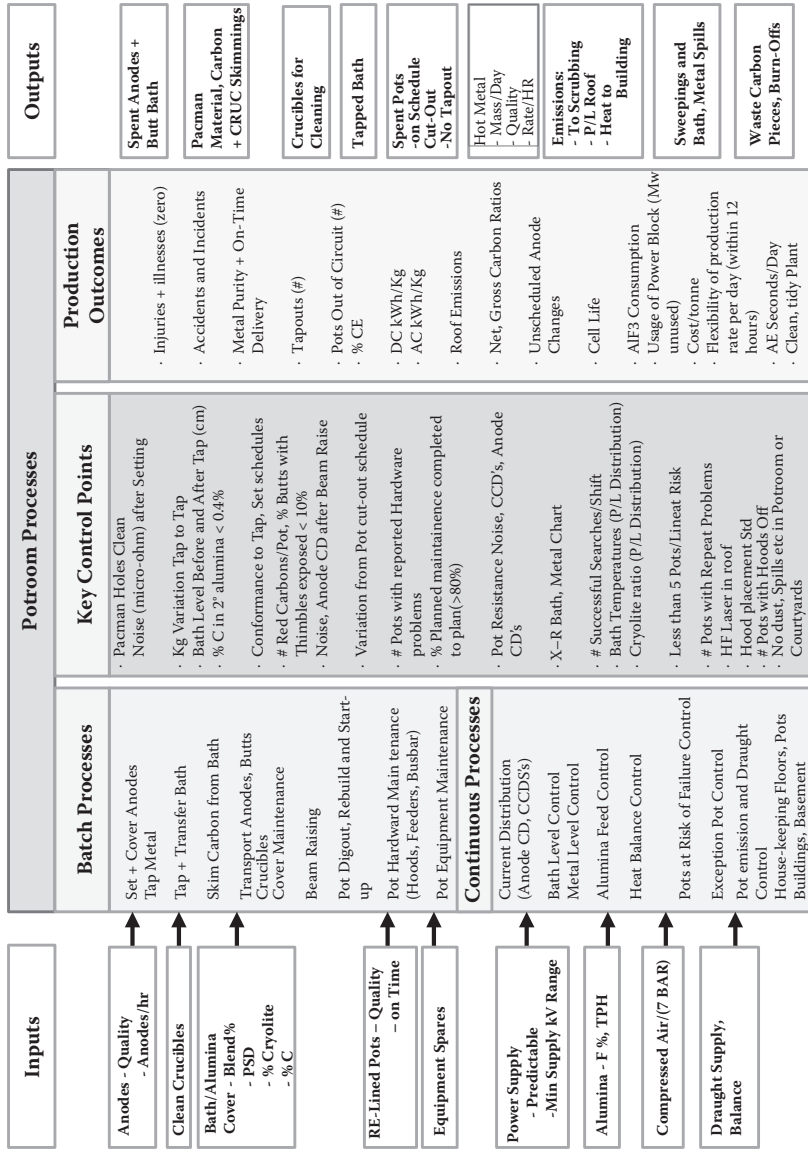 Inputs
Anodes - Quality
- Anodes/hr
Clean Crucibles
Bath/Alumina
Cover - Blend%
- PSD
- % Cryolite
- %C
RE-Lined Pots – Quality
– on Time
Equipment Spares
Power Supply
- Predictable
-Min Supply kV Range
Alumina - F %, TPH
Compressed Air/(7 BAR)
Draught Supply,
Balance
Potroom Processes
Batch Processes
Set + Cover Anodes
Tap Metal
Tap + Transfer Bath
Skim Carbon from Bath
Transport Anodes, Butts
Crucibles
Cover Maintenance
Beam Raising
Pot Digout, Rebuild and Start-
up
Pot Hardward Main tenance
(Hoods, Feeders, Busbar)
Pot Equipment Maintenance
Continuous Processes
Current Distribution
(Anode CD, CCDS's)
Bath Level Control
Metal Level Control
Alumina Feed Control
Heat Balance Control
Pots at Risk of Failure Control
Exception Pot Control
Pot emission and Draught
Control
House-keeping Floors, Pots
Buildings, Basement
Key Control Points
· Pacman Holes Clean
Noise (micro-ohm) after Setting
· Kg Variation Tap to Tap
· Bath Level Before and After Tap (cm)
· % C in 2° alumina < 0.4%
· Conformance to Tap, Set schedules
· # Red Carbons/Pot, % Butts with
Thimbles exposed < 10%
· Noise, Anode CD after Beam Raise
· Variation from Pot cut-out schedule
· # Pots with reported Hardware
problems
· % Planned maintainence completed
to plan(>80%)
· Pot Resistance Noise, CCD's, Anode
CD's
· X–R Bath, Metal Chart
· # Successful Searches/Shift
· Bath Temperatures (P/L Distribution)
· Cryolite ratio (P/L Distribution)
· Less than 5 Pots/Lineat Risk
· # Pots with Repeat Problems
· HF Laser in roof
· Hood placement Std
· # Pots with Hoods Off
· No dust, Spills etc in Potroom or
Courtyards
Production
Outcomes
· Injuries + illnesses (zero)
· Accidents and Incidents
· Metal Purity + On-Time
Delivery
· Tapouts (#)
· Pots Out of Circuit (#)
· % CE
· DC kWh/Kg
· AC kWh/Kg
· Roof Emissions
· Net, Gross Carbon Ratios
· Unscheduled Anode
Changes
· Cell Life
· AlF3 Consumption
· Usage of Power Block (Mw
unused)
· Cost/tonne
· Flexibility of production
rate per day (within 12
hours)
· AE Seconds/Day
· Clean, tidy Plant
Outputs
Spent Anodes +
Butt Bath
Pacman
Material, Carbon
+ CRUC Skimmings
Crucibles for
Cleaning
Tapped Bath
Spent Pots
-on Schedule
Cut-Out
-No Tapout
Hot Metal
- Mass/Day
- Quality
- Rate/HR
Emissions:
- To Scrubbing
- P/L Roof
- Heat to
Building
Sweepings and
Bath, Metal Spills
Waste Carbon
Pieces, Burn-Offs